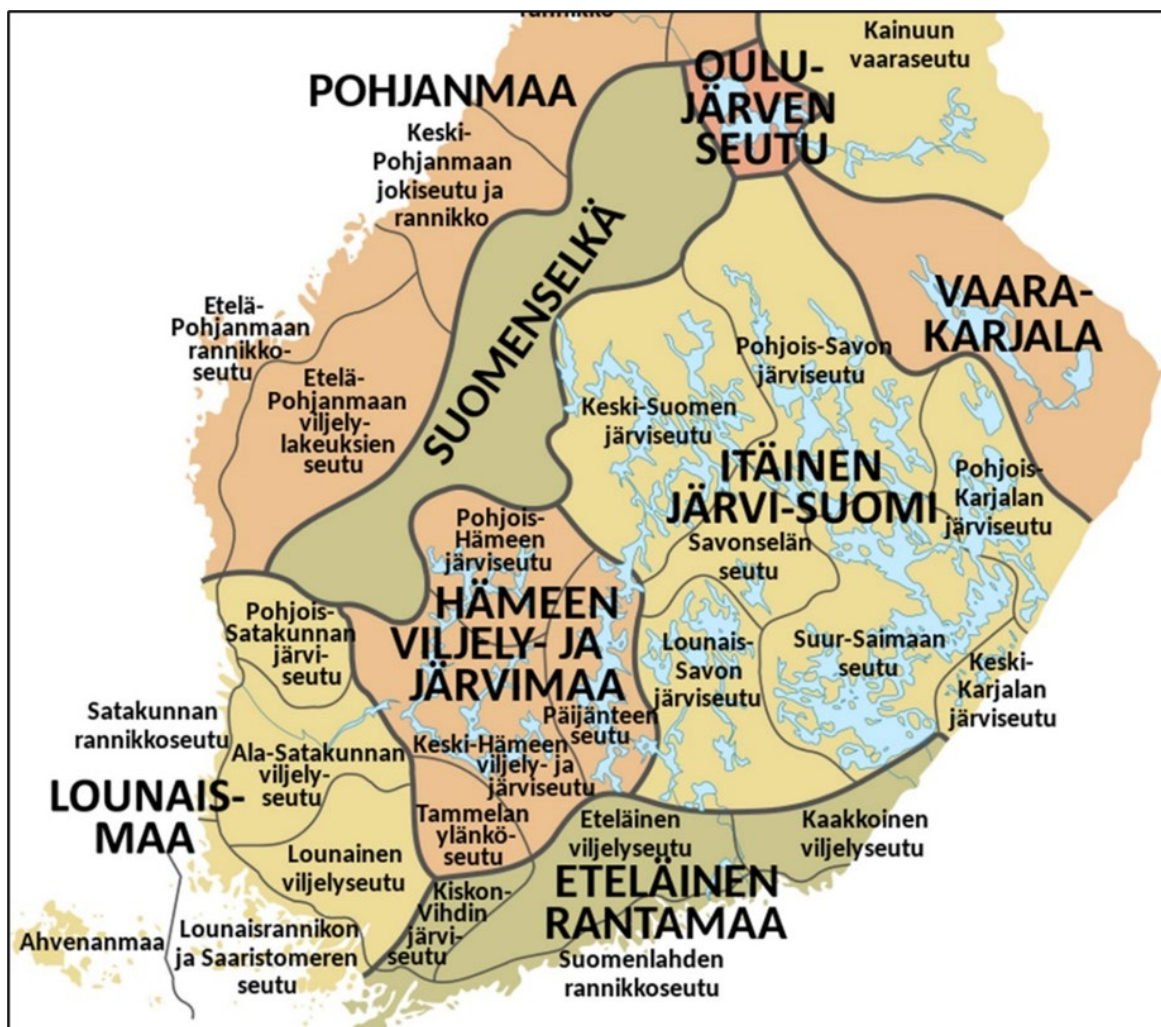 rannikko
Kainuun
vaaraseutu
OULU-
JÄRVEN
SEUTU
POHJANMAA
Keski-
Pohjanmaan
jokiseutu ja
rannikko
SUOMENSELKÄ
VAARA-
KARJALA
Etelä-
Pohjanmaan
rannikko-
seutu
Etelä-
Pohjanmaan
viljely-
lakeuksien
seutu
Pohjois-Savon
järviseutu
Keski-Suomen
järviseutu
ITÄINEN
JÄRVI-SUOMI
Pohjois-
Karjalan
järviseutu
Savonselän
seutu
Pohjois-
Hämeen
järviseutu
HÄMEEN
VILJELY- JA
JÄRVIMAA
Pohjois-
Satakunnan
järvi-
seutu
Lounais-
Savon
järviseutu
Suur-Saimaan
seutu
Keski-
Karjalan
järviseutu
Satakunnan
rannikkoseutu
Päijänteen
seutu
Keski-Hämeen
viljely- ja
järviseutu
Ala-Satakunnan
viljely-
seutu
LOUNAIS-
MAA
Tammelan
ylänkö-
seutu
Eteläinen
viljelyseutu
Kaakkoinen
viljelyseutu
Lounainen
viljelyseutu
ETELÄINEN
RANTAMAA
Kiskon-
Vihdin
järvi-
seutu
Ahvenanmaa
Lounaisrannikon
ja Saaristomeren
seutu
Suomenlahden
rannikkoseutu